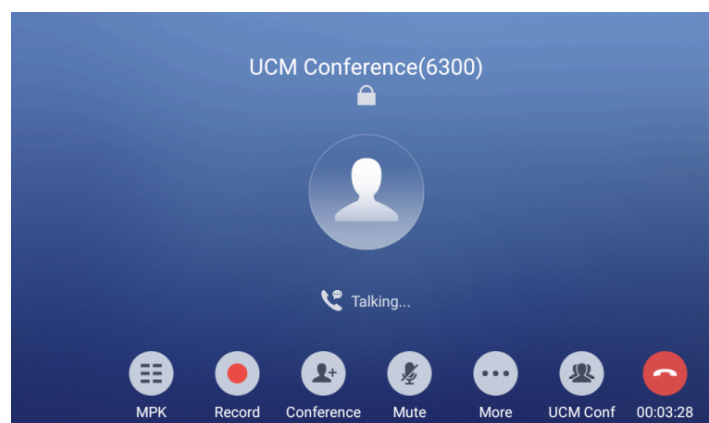 UCM Conference(6300)
Talking...
MPK Record Conference Mute More UCM Conf 00:03:28